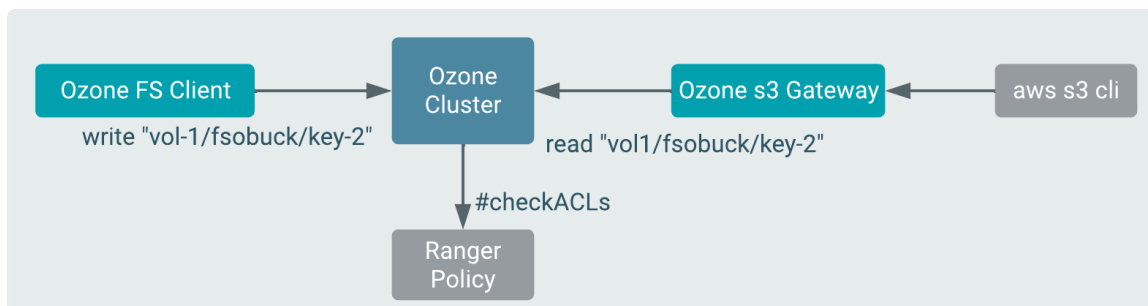 Ozone FS Client
Ozone
Cluster
Ozone s3 Gateway
aws s3 cli
write "vol-1/fsobuck/key-2"
read "vol1/fsobuck/key-2"
#checkACLs
Ranger
Policy